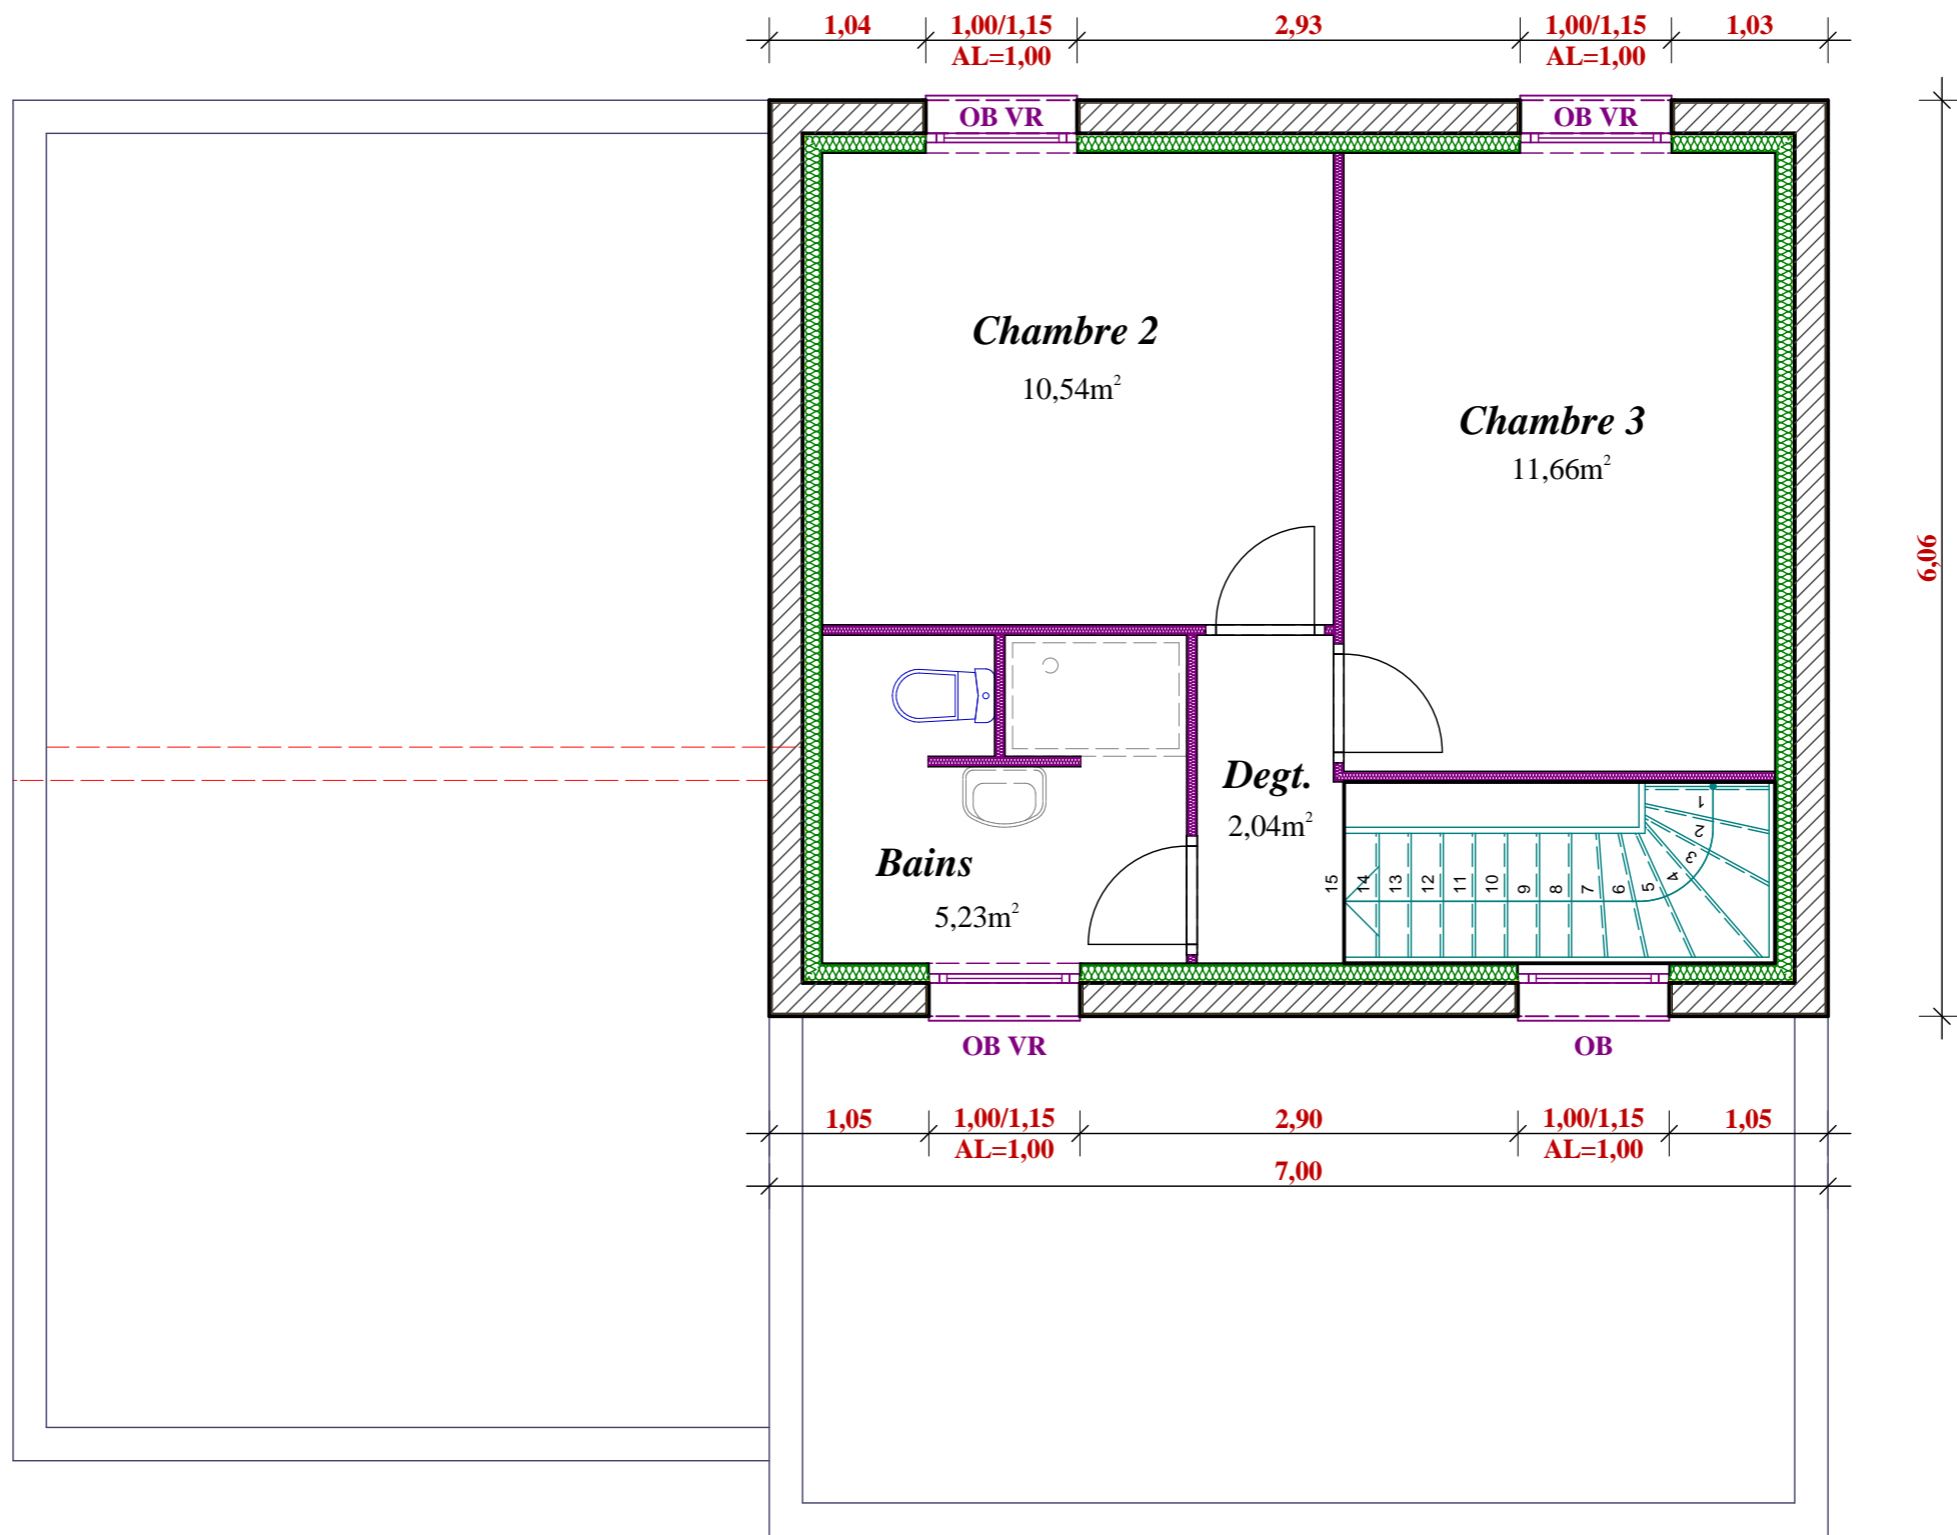 1,04 1,00/1,15 2,93 1,00/1,15 1,03
AL=1,00 AL=1,00
OB VR OB VR
Chambre 2
10,54m²
Chambre 3
11,66m²
6,06
Degt.
2,04m²
Bains
5,23m²
1
2
3
4
5
6
7
8
9
10
11
12
13
14
15
OB VR OB
1,05 1,00/1,15 2,90 1,00/1,15 1,05
AL=1,00 AL=1,00
7,00